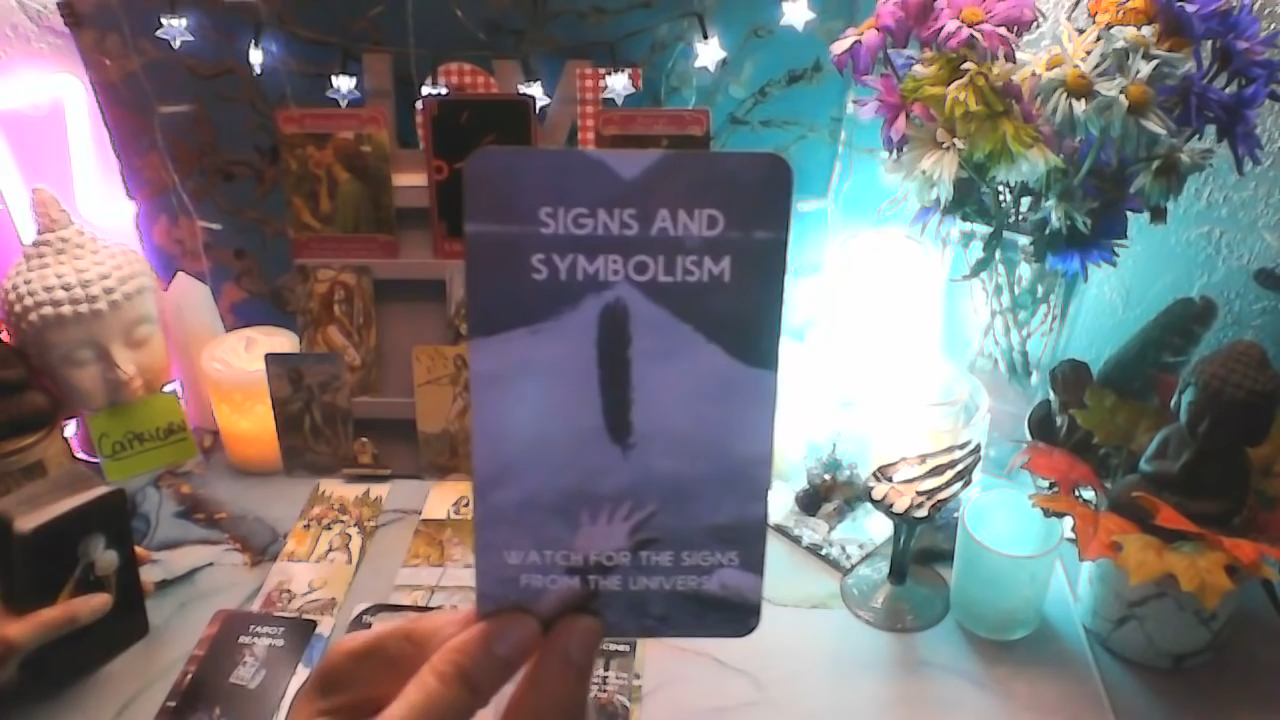 SIGNS AND
SYMBOLISM
WATCH FOR THE SIGNS
FROM THE UNIVERSE
CAPRICORN
TAROT
READING